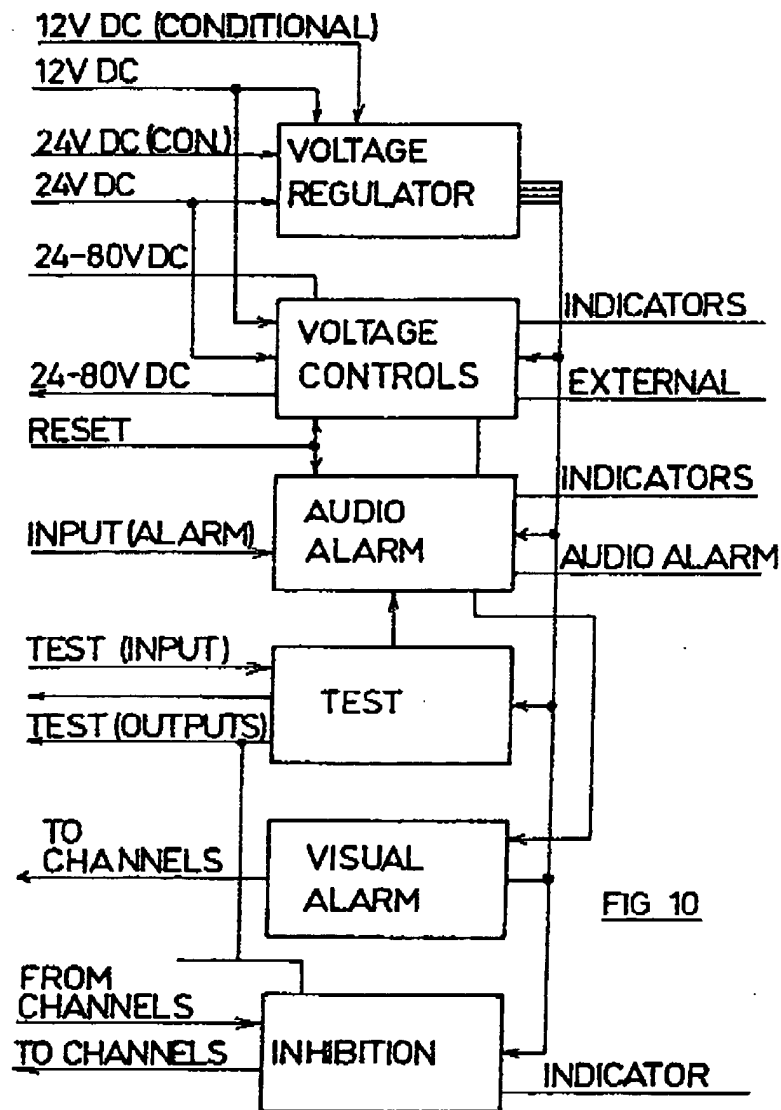 12V DC (CONDITIONAL)
12V DC
24V DC (CON.)
24V DC
VOLTAGE
REGULATOR
24-80V DC
INDICATORS
VOLTAGE
CONTROLS
24-80V DC
EXTERNAL
RESET
INDICATORS
AUDIO
ALARM
INPUT (ALARM)
AUDIO ALARM
TEST (INPUT)
TEST
TEST (OUTPUTS)
TO
CHANNELS
VISUAL
ALARM
FIG 10
FROM
CHANNELS
TO CHANNELS
INHIBITION
INDICATOR